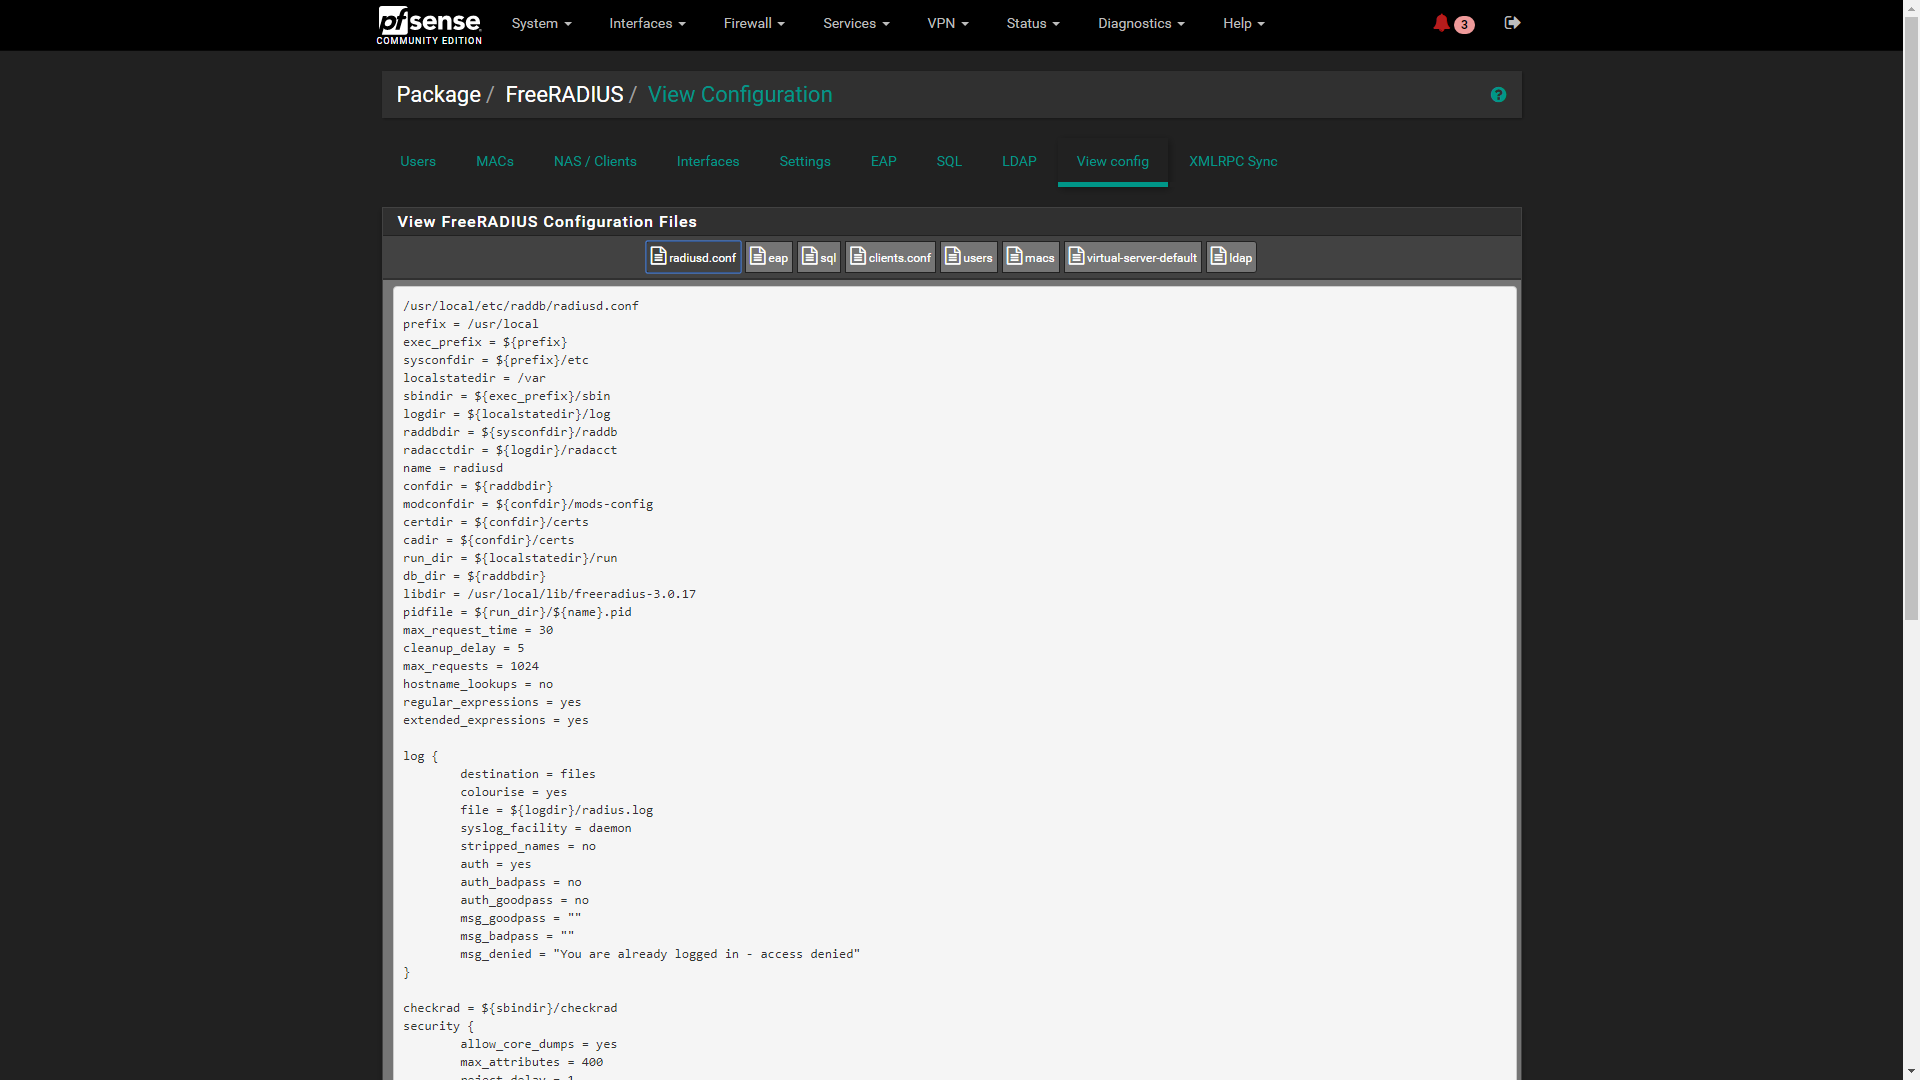 pfsense COMMUNITY EDITION System Interfaces Firewall Services VPN Status Diagnostics Help 3
Package / FreeRADIUS / View Configuration
Users MACs NAS / Clients Interfaces Settings EAP SQL LDAP View config XMLRPC Sync
View FreeRADIUS Configuration Files
radiusd.conf eap sql clients.conf users macs virtual-server-default ldap
/usr/local/etc/raddb/radiusd.conf
prefix = /usr/local
exec_prefix = ${prefix}
sysconfdir = ${prefix}/etc
localstatedir = /var
sbindir = ${exec_prefix}/sbin
logdir = ${localstatedir}/log
raddbdir = ${sysconfdir}/raddb
radacctdir = ${logdir}/radacct
name = radiusd
confdir = ${raddbdir}
modconfdir = ${confdir}/mods-config
certdir = ${confdir}/certs
cadir = ${confdir}/certs
run_dir = ${localstatedir}/run
db_dir = ${raddbdir}
libdir = /usr/local/lib/freeradius-3.0.17
pidfile = ${run_dir}/${name}.pid
max_request_time = 30
cleanup_delay = 5
max_requests = 1024
hostname_lookups = no
regular_expressions = yes
extended_expressions = yes
log {
destination = files
colourise = yes
file = ${logdir}/radius.log
syslog_facility = daemon
stripped_names = no
auth = yes
auth_badpass = no
auth_goodpass = no
msg_goodpass = ""
msg_badpass = ""
msg_denied = "You are already logged in - access denied"
}
checkrad = ${sbindir}/checkrad
security {
allow_core_dumps = yes
max_attributes = 400
reject_delay = 1